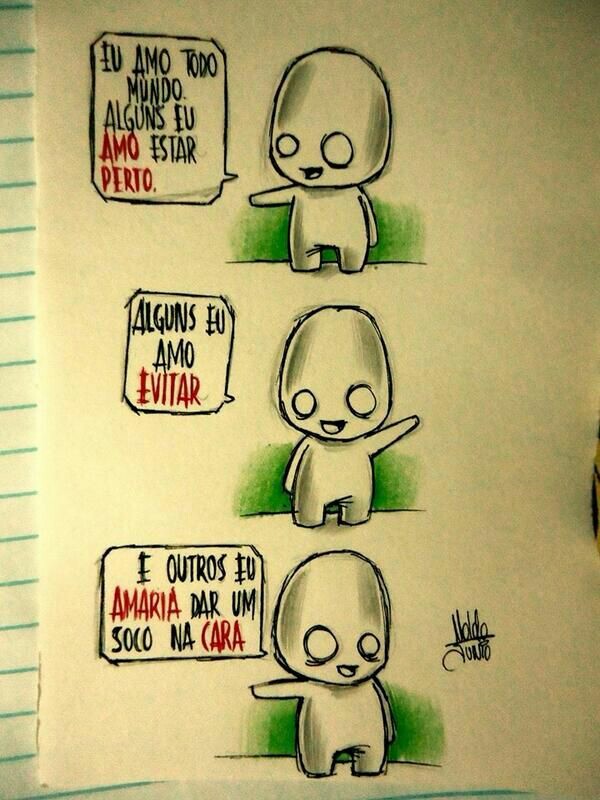 EU AMO TODO
MUNDO.
ALGUNS EU
AMO ESTAR
PERTO.
ALGUNS EU
AMO
EVITAR
E OUTROS EU
AMARIA DAR UM
SOCO NA CARA
Junio